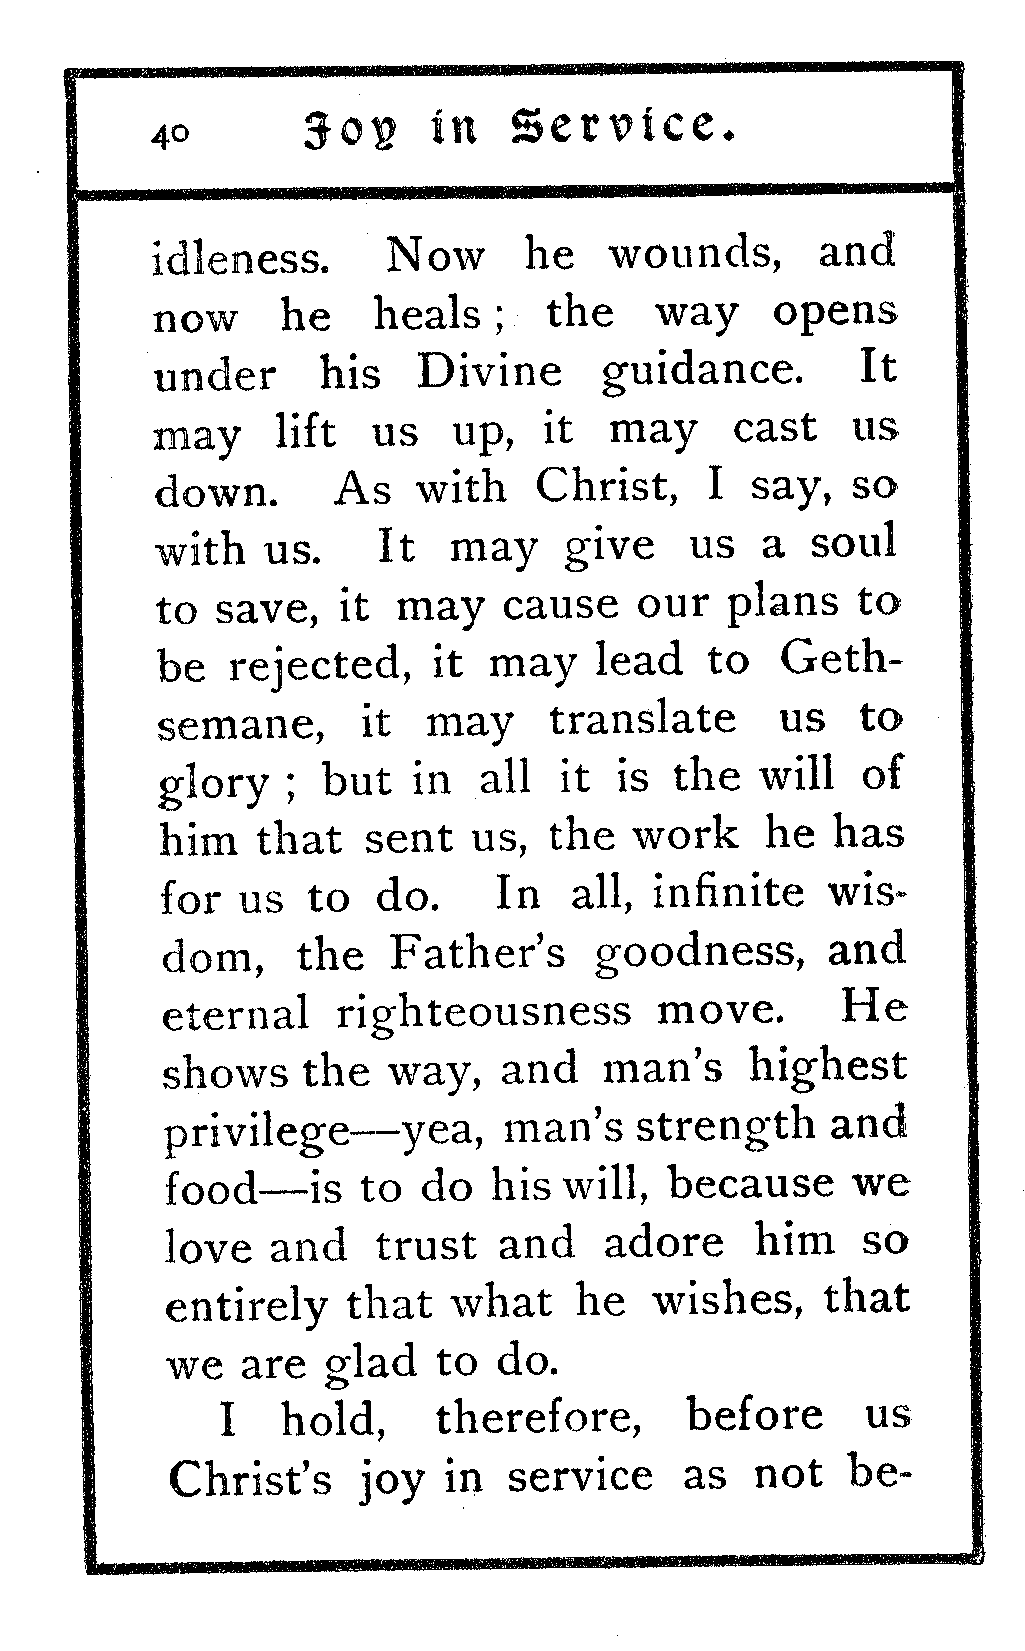 40 Joy in Service.
idleness. Now he wounds, and
now he heals ; the way opens
under his Divine guidance. It
may lift us up, it may cast us
down. As with Christ, I say, so
with us. It may give us a soul
to save, it may cause our plans to
be rejected, it may lead to Geth-
semane, it may translate us to
glory ; but in all it is the will of
him that sent us, the work he has
for us to do. In all, infinite wis-
dom, the Father's goodness, and
eternal righteousness move. He
shows the way, and man's highest
privilege—yea, man's strength and
food—is to do his will, because we
love and trust and adore him so
entirely that what he wishes, that
we are glad to do.
I hold, therefore, before us
Christ's joy in service as not be-